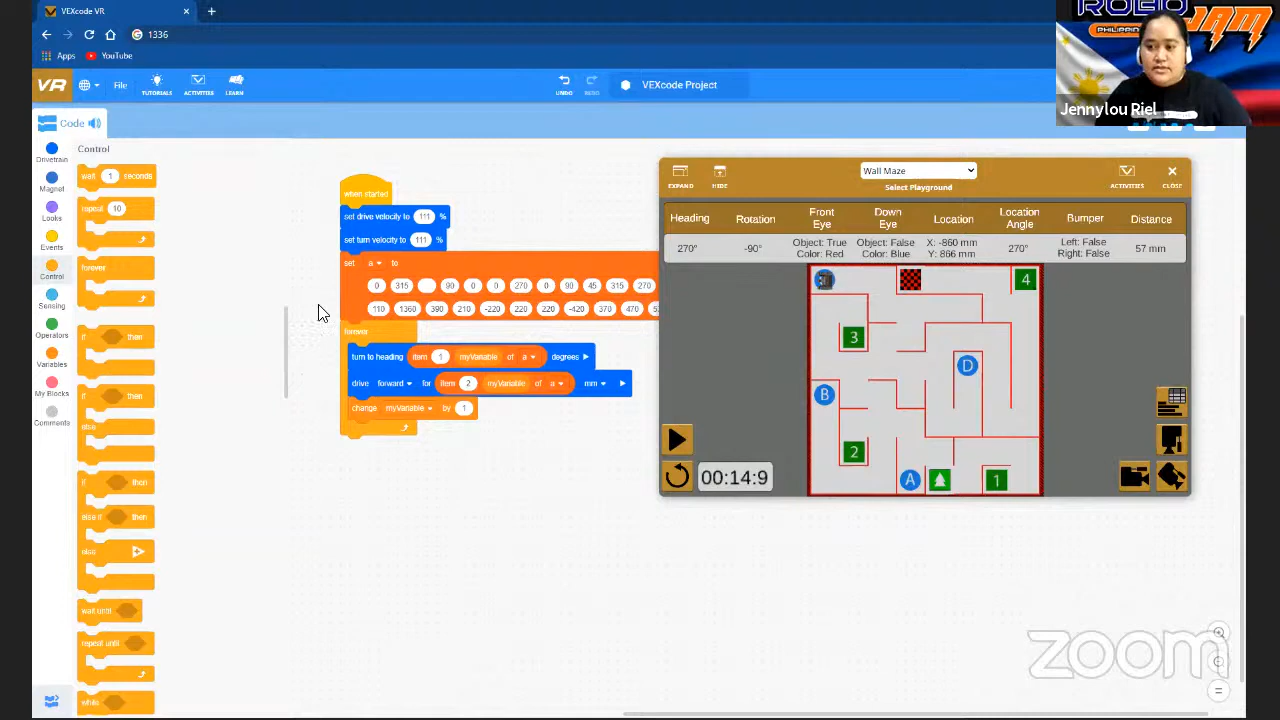 VEXcode VR
1336
Apps YouTube
VR File TUTORIALS ACTIVITIES LEARN UNDO REDO VEXcode Project
ROBO JAM
PHILIPPINES
Jennylou Riel
Code
Control
Drivetrain
Magnet
Looks
Events
Control
Sensing
Operators
Variables
My Blocks
Comments
wait 1 seconds
repeat 10
forever
if then
if then
else
if then
else if then
else
wait until
repeat until
while
when started
set drive velocity to 111 %
set turn velocity to 111 %
set a to
0 315 90 0 0 270 0 90 45 315 270
110 1360 390 210 -220 220 220 -420 370 470
forever
turn to heading item 1 myVariable of a degrees
drive forward for item 2 myVariable of a mm
change myVariable by 1
EXPAND HIDE Wall Maze Select Playground ACTIVITIES CLOSE
Heading Rotation Front Eye Down Eye Location Location Angle Bumper Distance
270° -90° Object: True Color: Red Object: False Color: Blue X: -860 mm Y: 866 mm 270° Left: False Right: False 57 mm
4
3
D
B
2
A 1
00:14:9
zoom